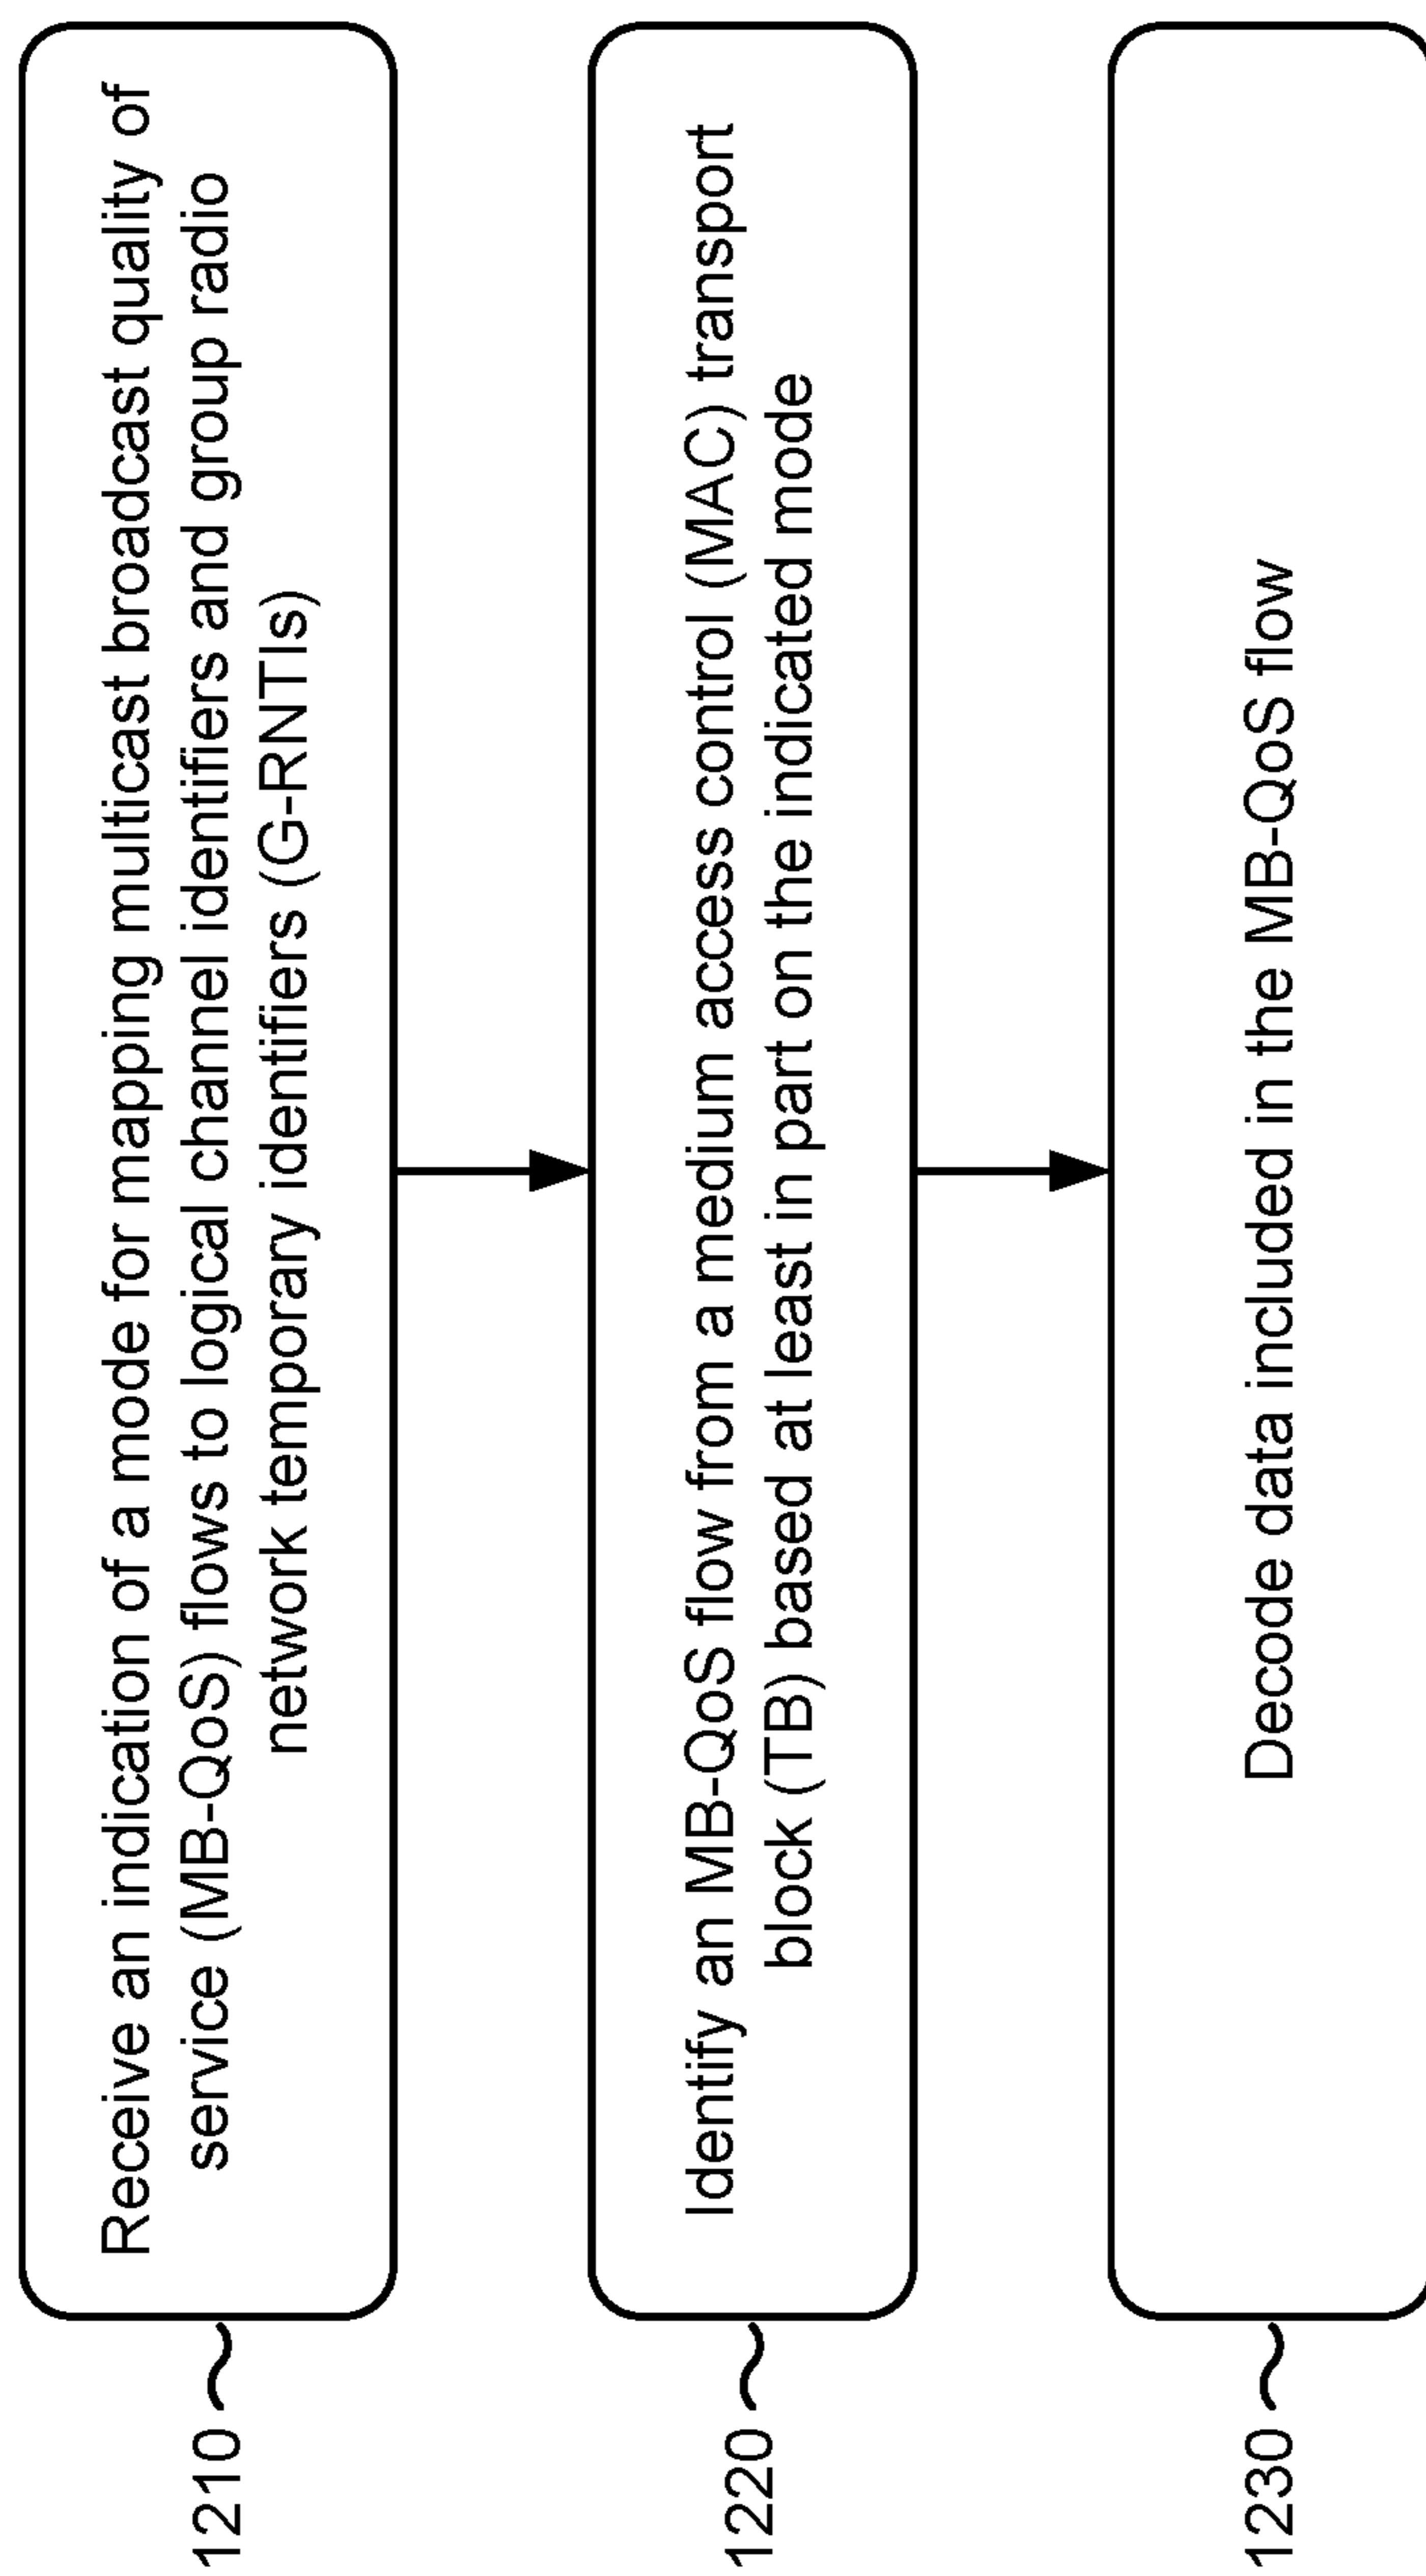 1210
Receive an indication of a mode for mapping multicast broadcast quality of
service (MB-QoS) flows to logical channel identifiers and group radio
network temporary identifiers (G-RNTIs)
1220
Identify an MB-QoS flow from a medium access control (MAC) transport
block (TB) based at least in part on the indicated mode
1230
Decode data included in the MB-QoS flow